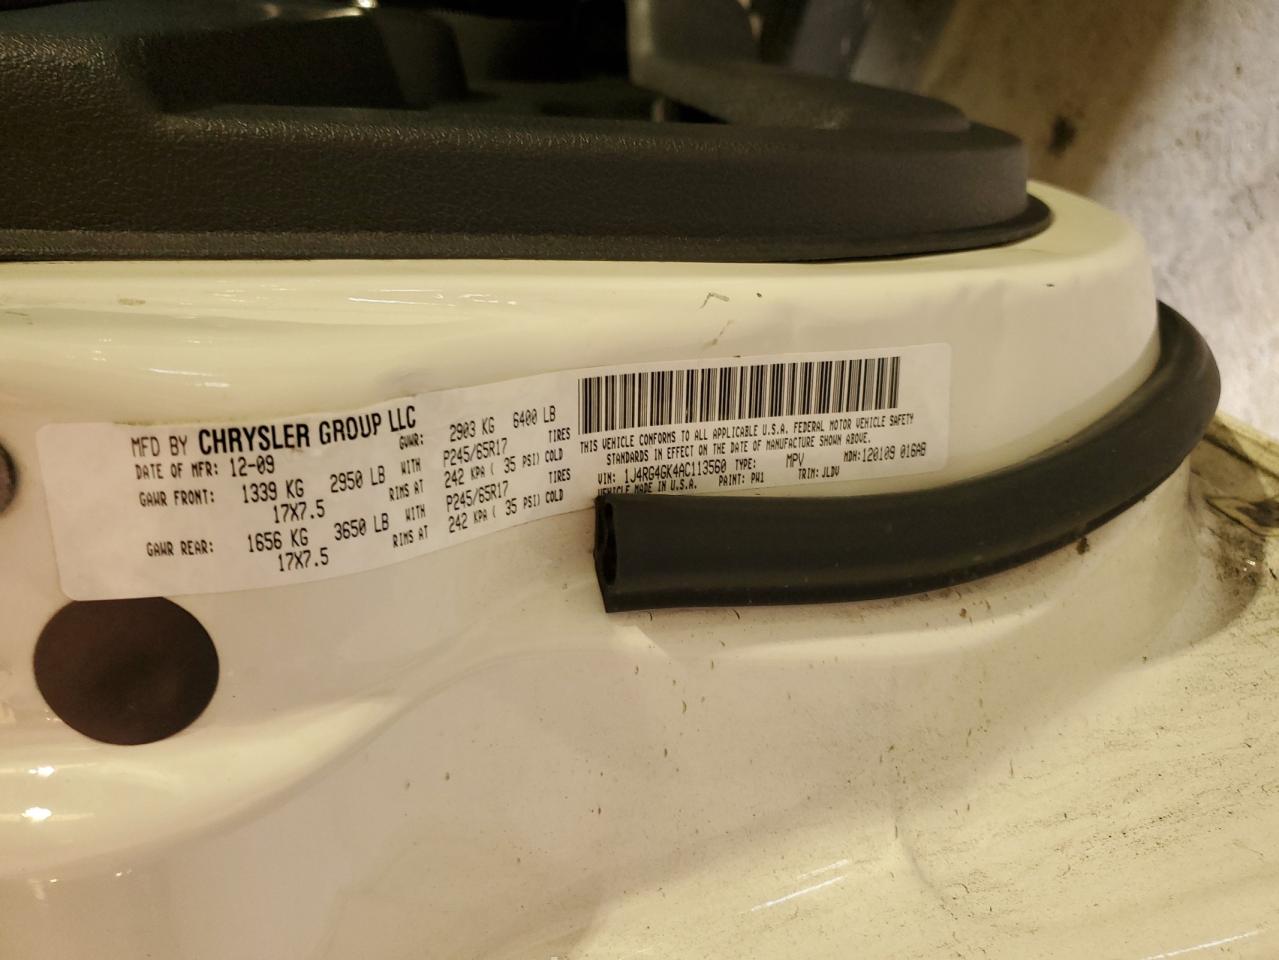 MFD BY CHRYSLER GROUP LLC
DATE OF MFR: 12-09 GVWR: 2903 KG 6400 LB
GAWR FRONT: 1339 KG 2950 LB WITH P245/65R17 TIRES
17X7.5 RIMS AT 242 KPA ( 35 PSI) COLD
GAWR REAR: 1656 KG 3650 LB WITH P245/65R17 TIRES
17X7.5 RIMS AT 242 KPA ( 35 PSI) COLD
THIS VEHICLE CONFORMS TO ALL APPLICABLE U.S.A. FEDERAL MOTOR VEHICLE SAFETY
STANDARDS IN EFFECT ON THE DATE OF MANUFACTURE SHOWN ABOVE.
VIN: 1J4RG4GK4AC113560 TYPE: MPV MDH:120109 016AB
VEHICLE MADE IN U.S.A. PAINT: PW1 TRIM: JLDV